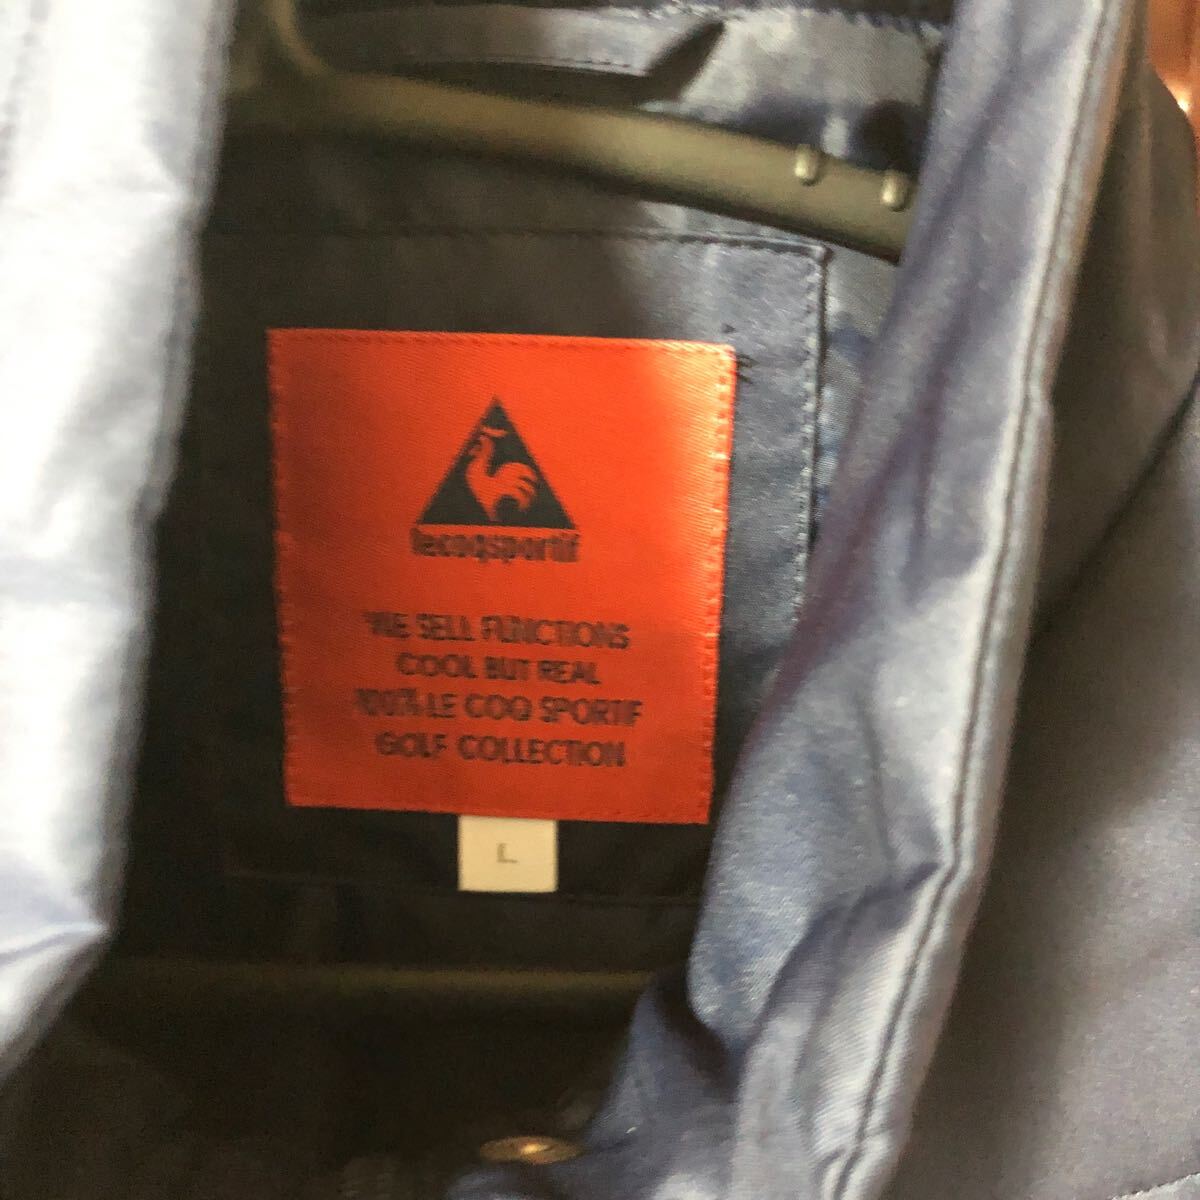 lecoqsportif
"WE SELL FUNCTIONS
COOL BUT REAL
100% LE COQ SPORTIF
GOLF COLLECTION
L